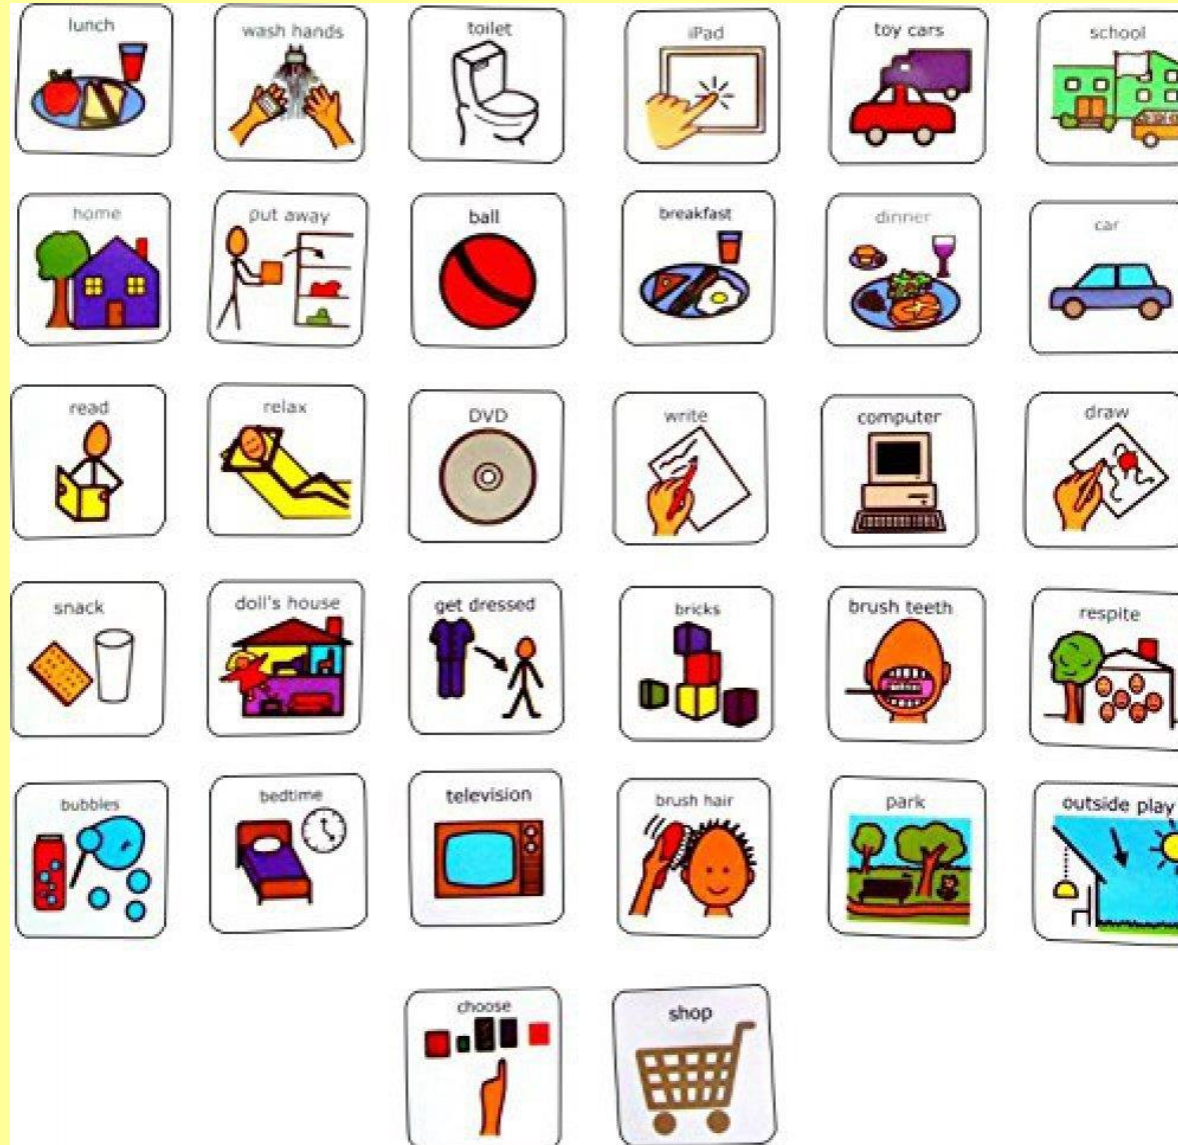 lunch
wash hands
toilet
iPad
toy cars
school
home
put away
ball
breakfast
dinner
car
read
relax
DVD
write
computer
draw
snack
doll's house
get dressed
bricks
brush teeth
respite
bubbles
bedtime
television
brush hair
park
outside play
choose
shop